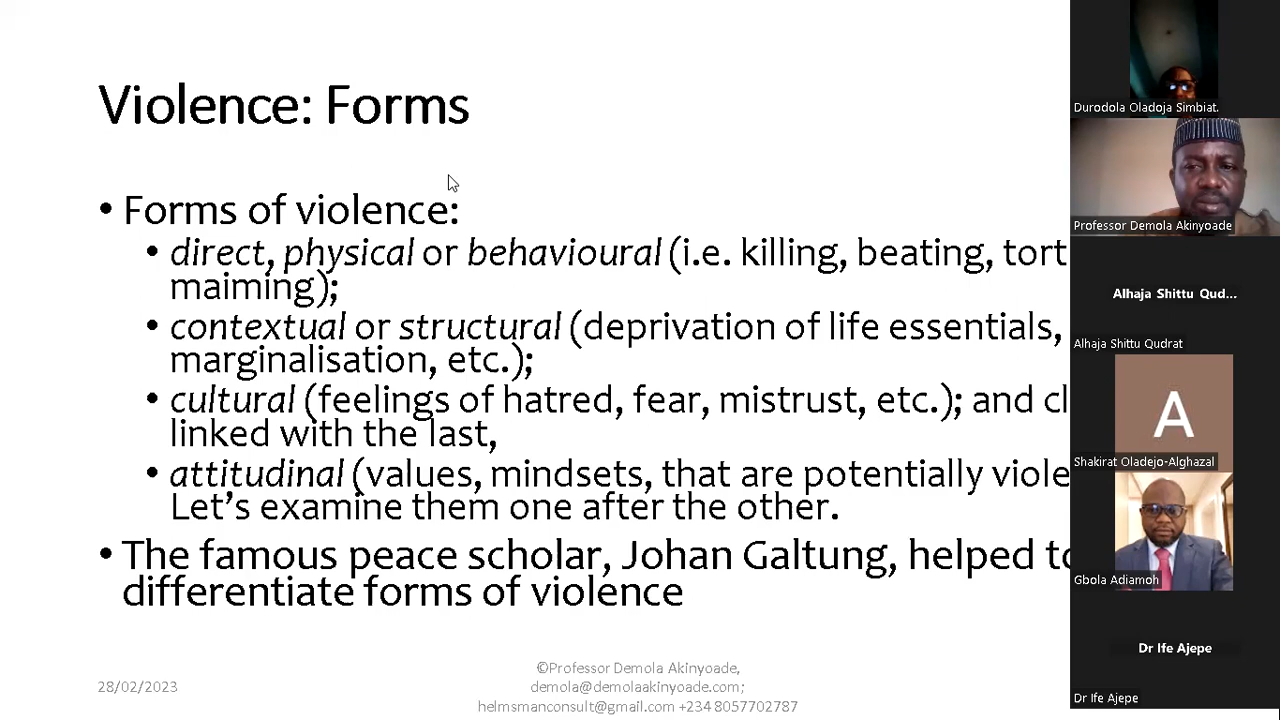 Violence: Forms
• Forms of violence:
• direct, physical or behavioural (i.e. killing, beating, tort
maiming);
• contextual or structural (deprivation of life essentials,
marginalisation, etc.);
• cultural (feelings of hatred, fear, mistrust, etc.); and cl
linked with the last,
• attitudinal (values, mindsets, that are potentially viole
Let’s examine them one after the other.
• The famous peace scholar, Johan Galtung, helped to
differentiate forms of violence
28/02/2023
©Professor Demola Akinyoade,
demola@demolaakinyoade.com;
helmsmanconsult@gmail.com +234 8057702787
Durodola Oladoja Simbiat.
Professor Demola Akinyoade
Alhaja Shittu Qud...
Alhaja Shittu Qudrat
A
Shakirat Oladejo-Alghazal
Gbola Adiamoh
Dr Ife Ajepe
Dr Ife Ajepe